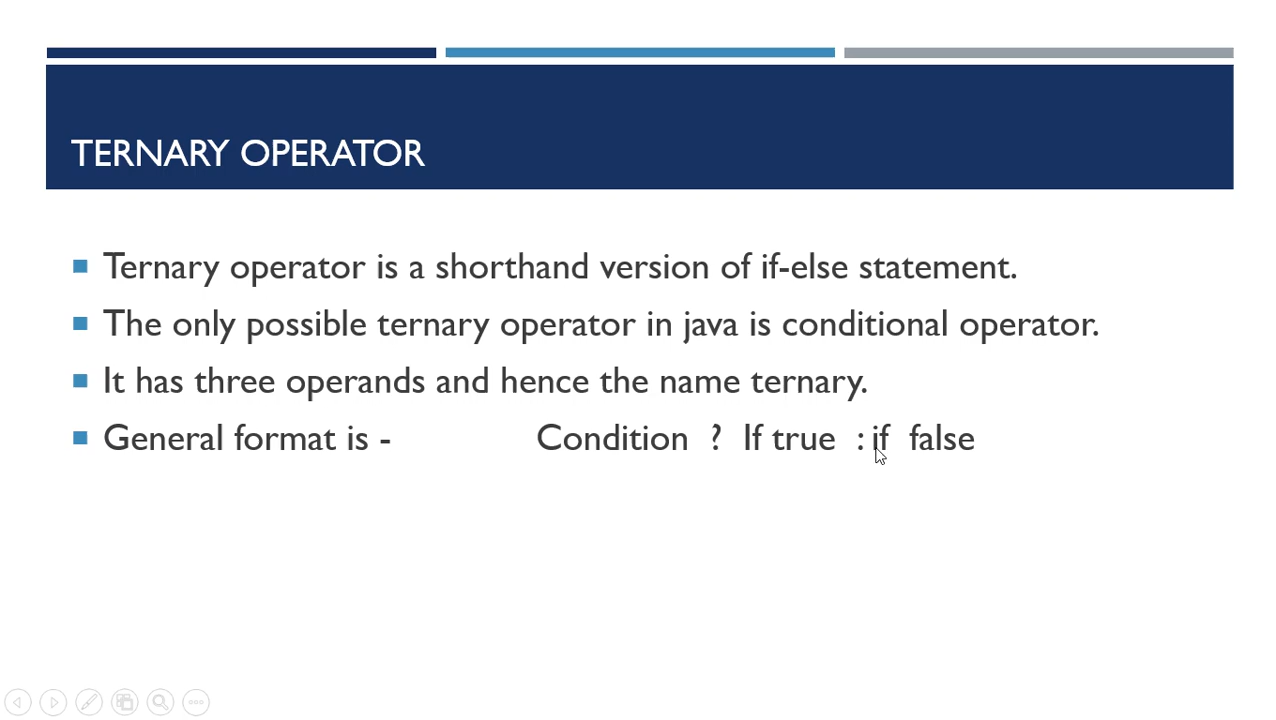 TERNARY OPERATOR
Ternary operator is a shorthand version of if-else statement.
The only possible ternary operator in java is conditional operator.
It has three operands and hence the name ternary.
General format is - Condition ? If true : if false